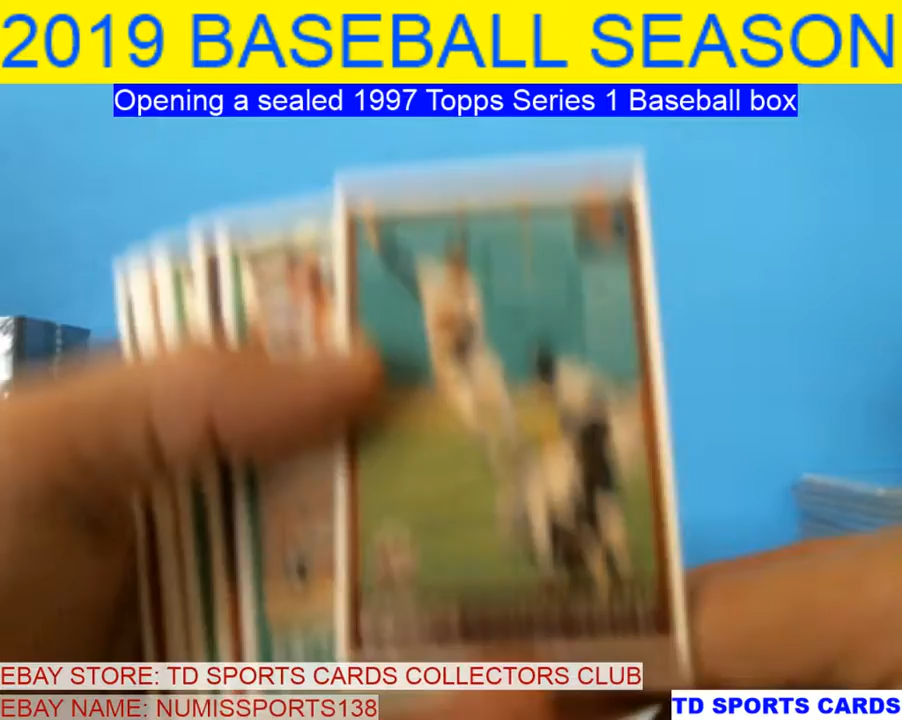 2019 BASEBALL SEASON
Opening a sealed 1997 Topps Series 1 Baseball box
EBAY STORE: TD SPORTS CARDS COLLECTORS CLUB
EBAY NAME: NUMISSPORTS138
TD SPORTS CARDS